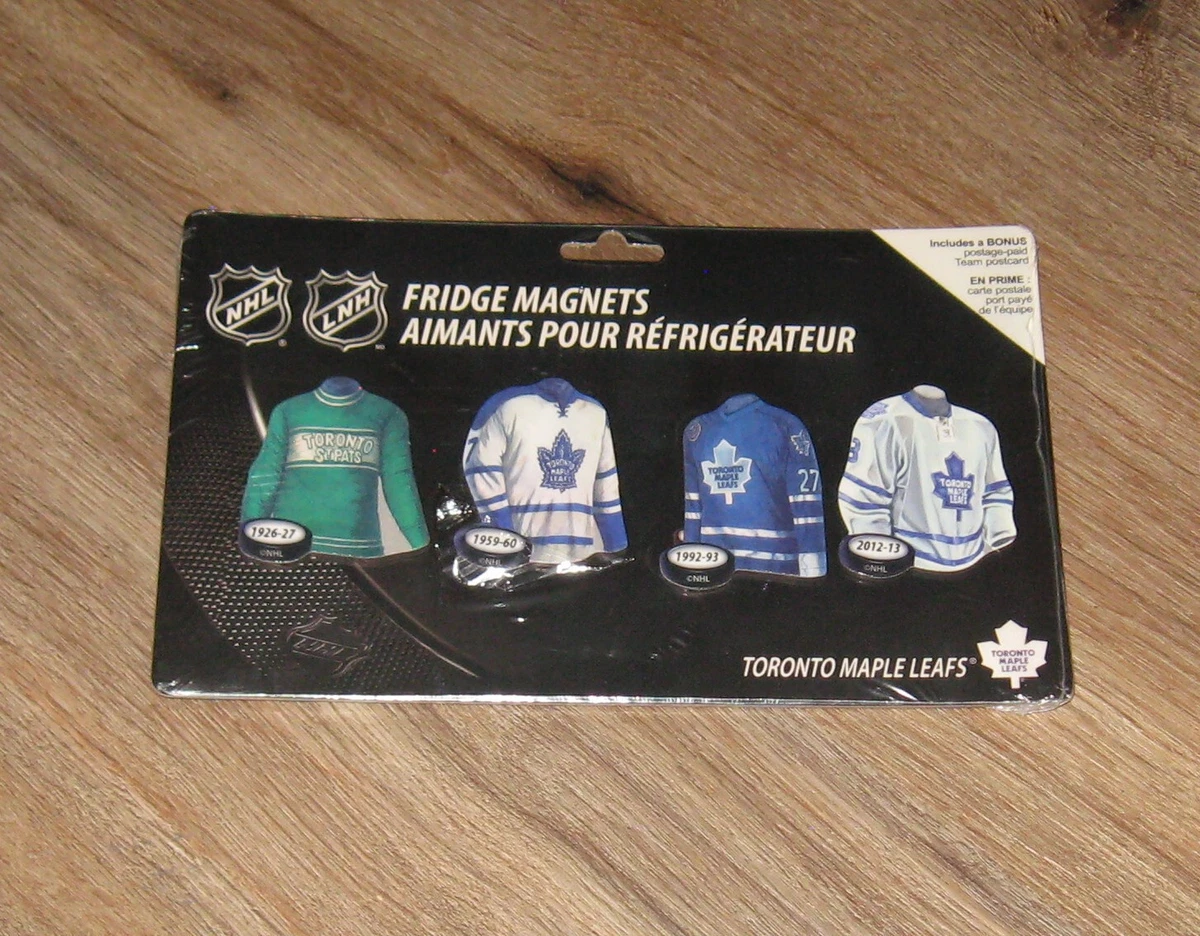 Includes a BONUS
postage-paid
Team postcard
EN PRIME :
carte postale
port payé
de l'équipe
NHL
®
LNH
MD
FRIDGE MAGNETS
AIMANTS POUR RÉFRIGÉRATEUR
TORONTO
ST PATS
1926-27
©NHL
TORONTO
MAPLE
LEAFS
1959-60
©NHL
TORONTO
MAPLE
LEAFS
27
1992-93
©NHL
TORONTO
MAPLE
LEAFS
2012-13
©NHL
NHL
TORONTO MAPLE LEAFS®
TORONTO
MAPLE
LEAFS